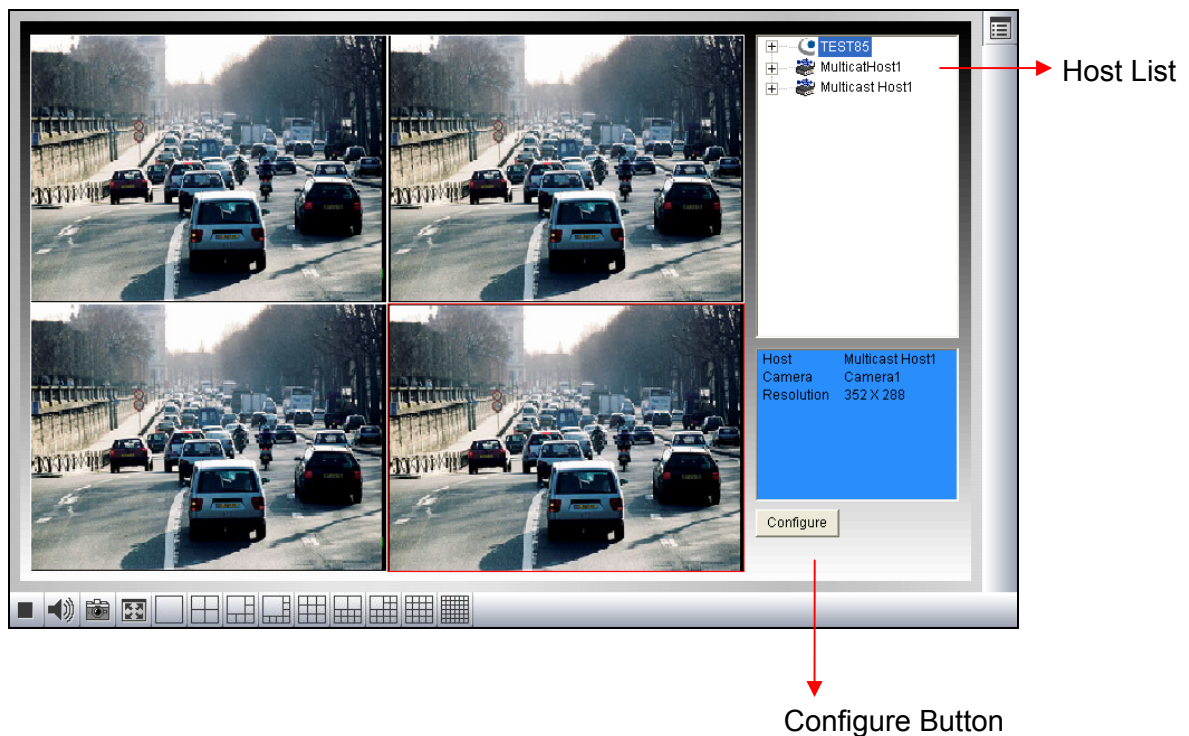 TEST85
MulticatHost1
Multicast Host1
Host List
Host Multicast Host1
Camera Camera1
Resolution 352 X 288
Configure
Configure Button